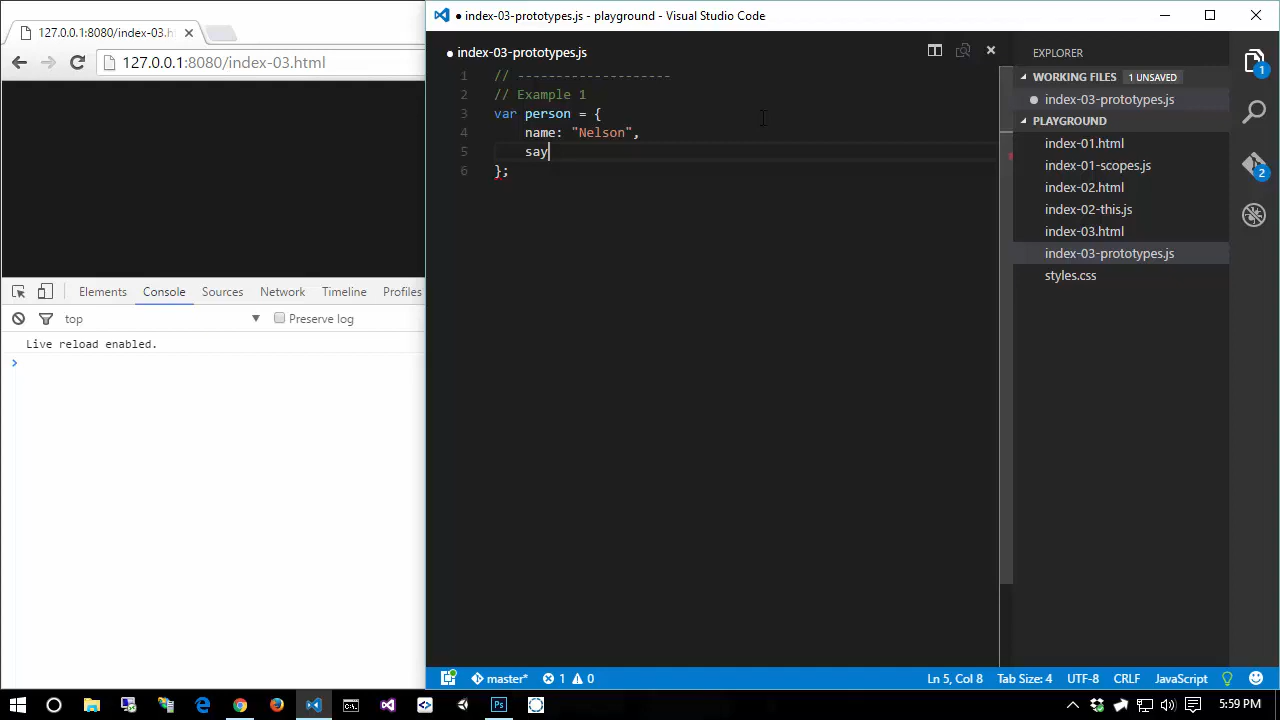 127.0.0.1:8080/index-03.h
127.0.0.1:8080/index-03.html
Elements Console Sources Network Timeline Profiles
top Preserve log
Live reload enabled.
>
● index-03-prototypes.js - playground - Visual Studio Code
● index-03-prototypes.js
1 // --------------------
2 // Example 1
3 var person = {
4 name: "Nelson",
5 say
6 };
EXPLORER
WORKING FILES 1 UNSAVED
index-03-prototypes.js
PLAYGROUND
index-01.html
index-01-scopes.js
index-02.html
index-02-this.js
index-03.html
index-03-prototypes.js
styles.css
1
2
master* 1 0 Ln 5, Col 8 Tab Size: 4 UTF-8 CRLF JavaScript
Ps 5:59 PM